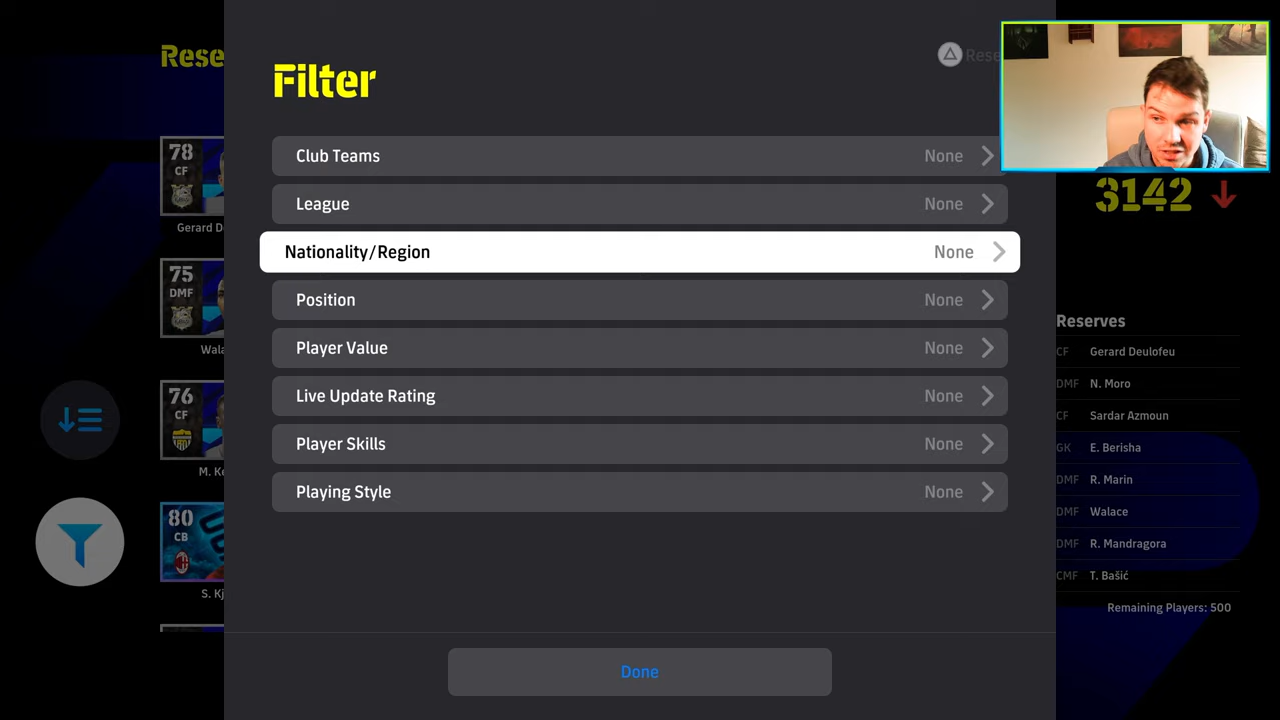 Filter
Club Teams None
League None
Nationality/Region None
Position None
Player Value None
Live Update Rating None
Player Skills None
Playing Style None
Done
78
CF
75
DMF
76
CF
80
CB
3142
Reserves
CF Gerard Deulofeu
DMF N. Moro
CF Sardar Azmoun
GK E. Berisha
DMF R. Marin
DMF Walace
DMF R. Mandragora
CMF T. Bašić
Remaining Players: 500